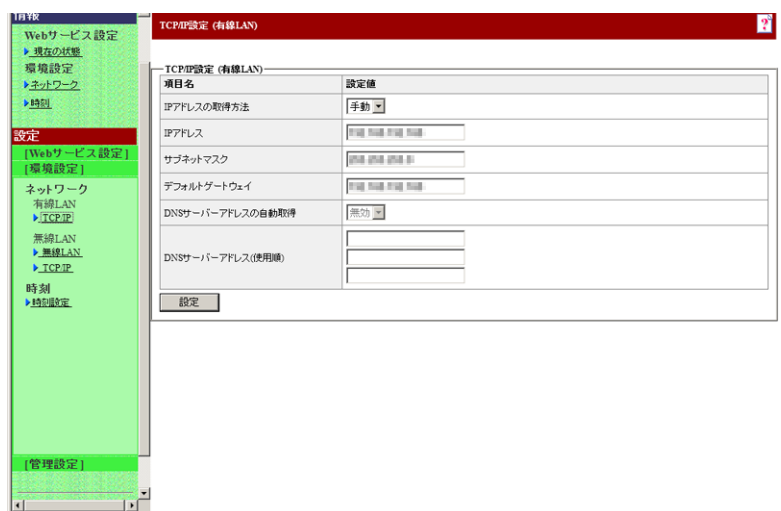 情報
Webサービス設定
現在の状態
環境設定
ネットワーク
時刻
設定
[Webサービス設定]
[環境設定]
ネットワーク
有線LAN
TCP/IP
無線LAN
無線LAN
TCP/IP
時刻
時刻設定
[管理設定]
TCP/IP設定 (有線LAN)
?
TCP/IP設定 (有線LAN)
項目名 設定値
IPアドレスの取得方法 手動
IPアドレス
サブネットマスク
デフォルトゲートウェイ
DNSサーバーアドレスの自動取得 無効
DNSサーバーアドレス(使用順)
設定